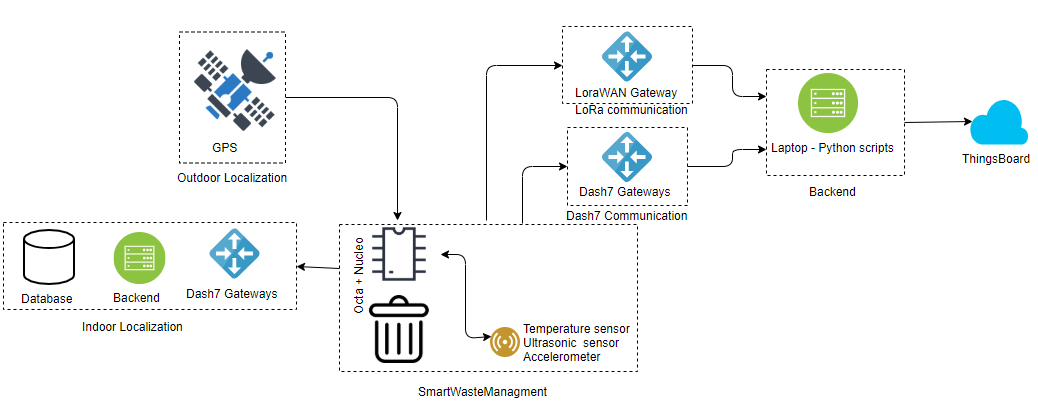 GPS
Outdoor Localization
LoraWAN Gateway
LoRa communication
Dash7 Gateways
Dash7 Communication
Laptop - Python scripts
Backend
ThingsBoard
Database
Backend
Dash7 Gateways
Indoor Localization
Octa + Nucleo
Temperature sensor
Ultrasonic sensor
Accelerometer
SmartWasteManagment